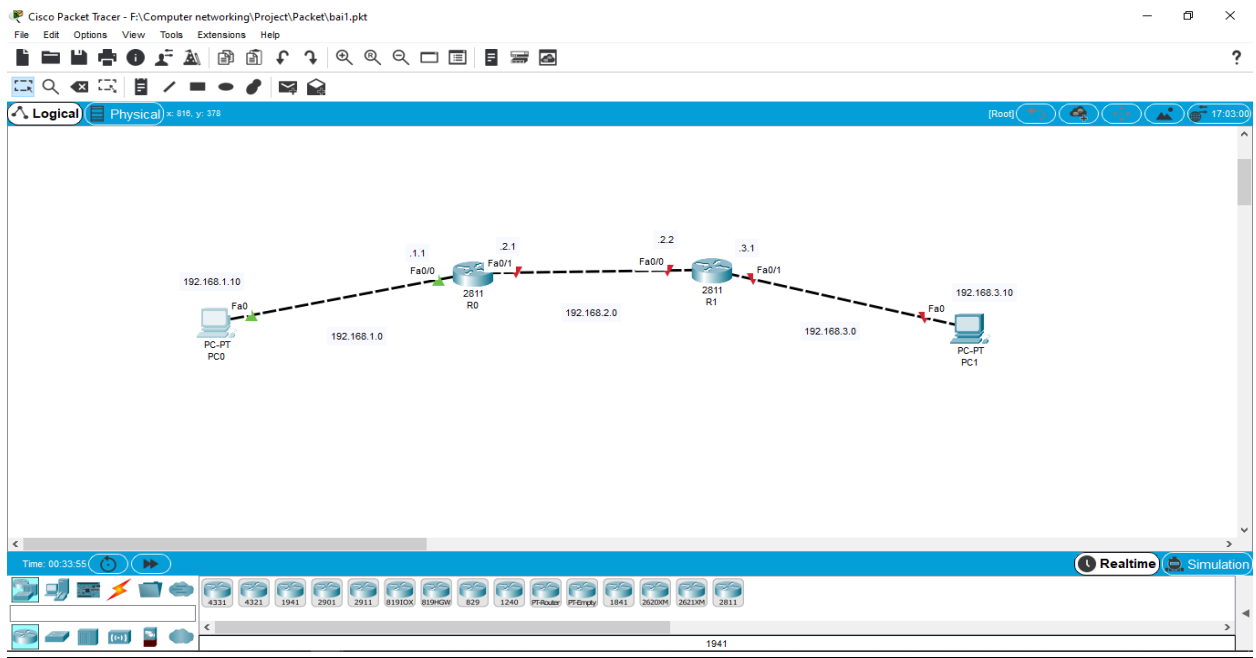 Cisco Packet Tracer - F:\Computer networking\Project\Packet\bai1.pkt
File Edit Options View Tools Extensions Help
?
Logical Physical x: 816, y: 378 [Root] 17:03:00
.1.1 .2.1 .2.2 .3.1
Fa0/0 Fa0/1 Fa0/0 Fa0/1
192.168.1.10
2811
R0
2811
R1
192.168.3.10
Fa0
Fa0
192.168.2.0
192.168.1.0
192.168.3.0
PC-PT
PC0
PC-PT
PC1
Time: 00:33:55 Realtime Simulation
4331 4321 1941 2901 2911 819IOX 819HGW 829 1240 PT-Router PT-Empty 1841 2620XM 2621XM 2811
1941